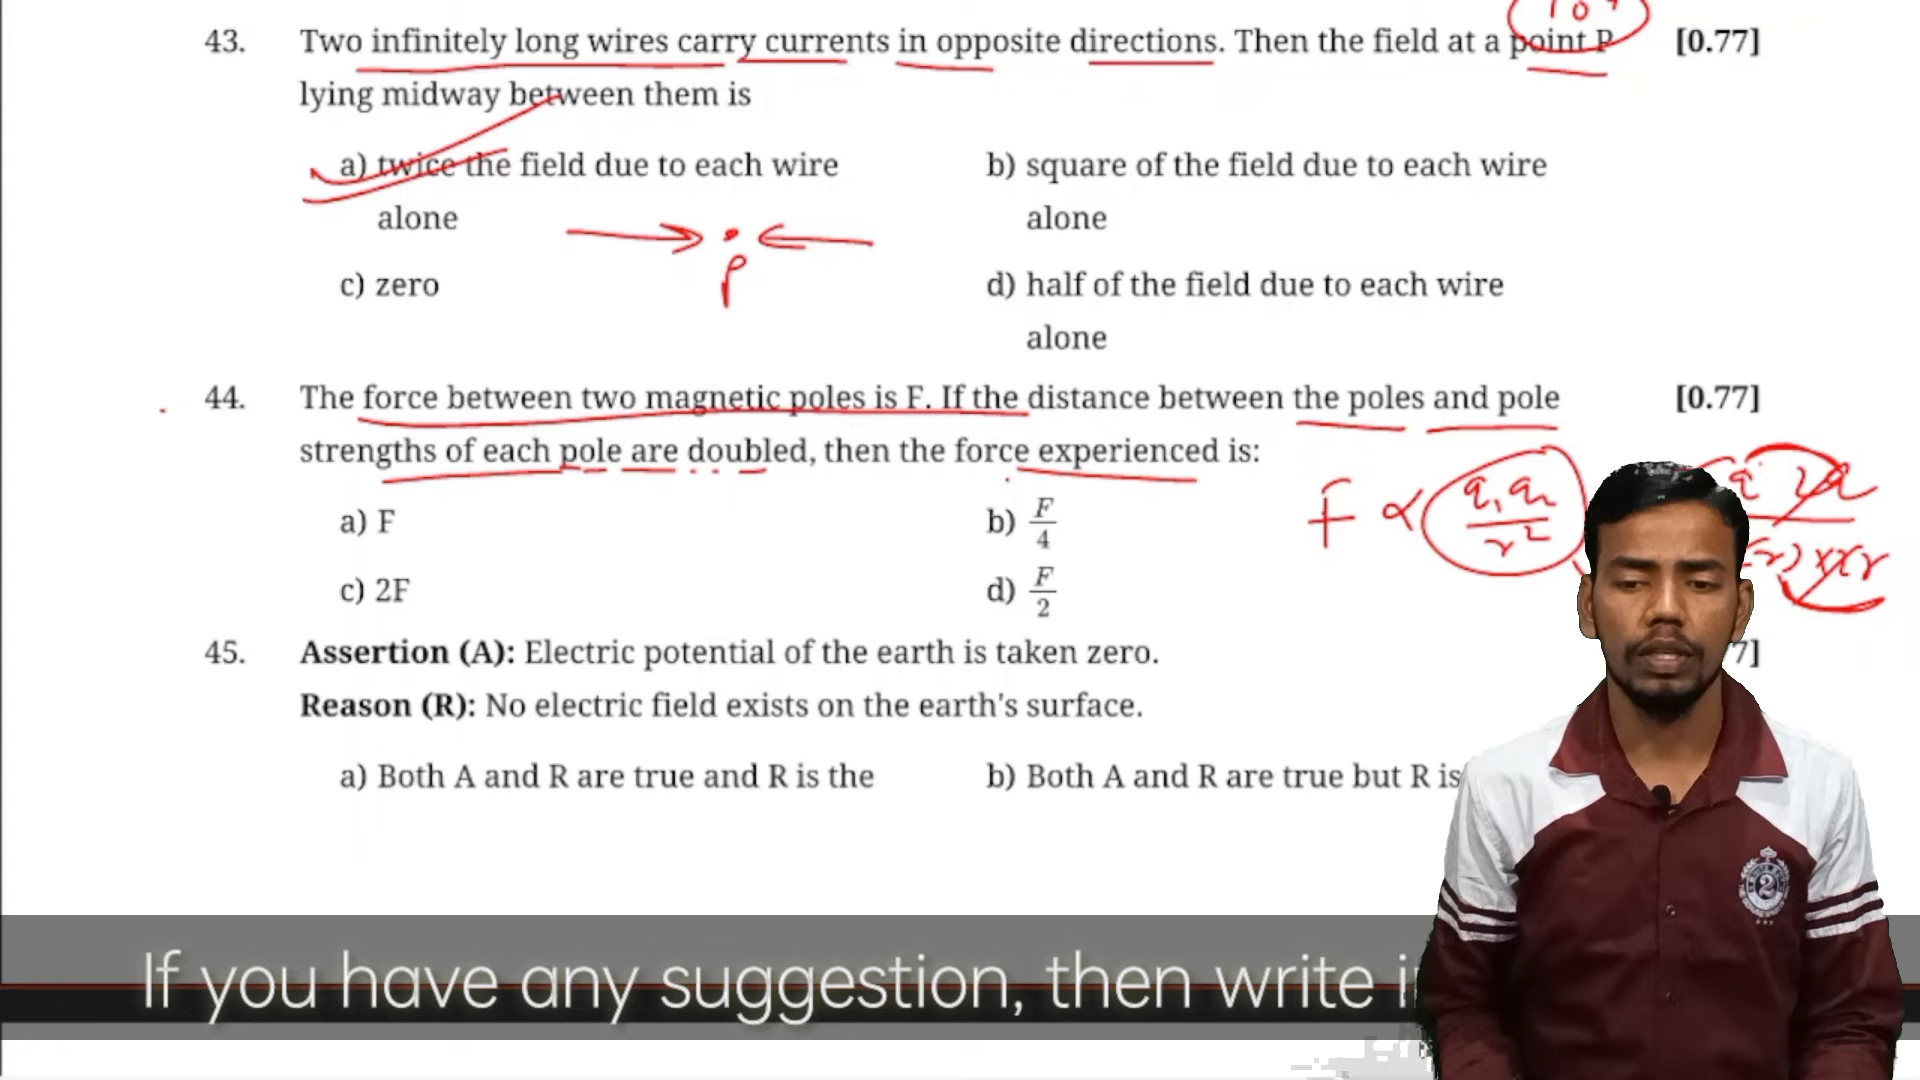 43. Two infinitely long wires carry currents in opposite directions. Then the field at a point P [0.77]
lying midway between them is
a) twice the field due to each wire
alone
b) square of the field due to each wire
alone
P
c) zero
d) half of the field due to each wire
alone
44. The force between two magnetic poles is F. If the distance between the poles and pole [0.77]
strengths of each pole are doubled, then the force experienced is:
a) F
b) F/4
c) 2F
d) F/2
F ∝ q₁ q₂ / r²
45. Assertion (A): Electric potential of the earth is taken zero. 7]
Reason (R): No electric field exists on the earth's surface.
a) Both A and R are true and R is the
b) Both A and R are true but R is
2
If you have any suggestion, then write i